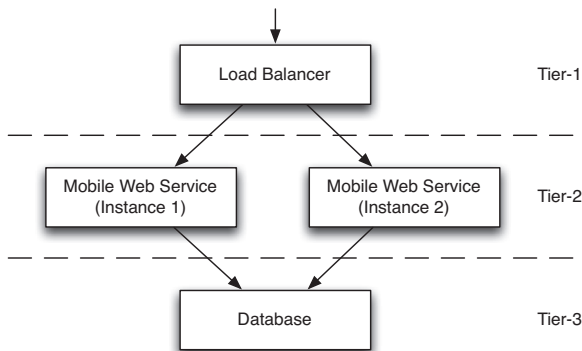 Load Balancer
Tier-1
Mobile Web Service
(Instance 1)
Mobile Web Service
(Instance 2)
Tier-2
Database
Tier-3